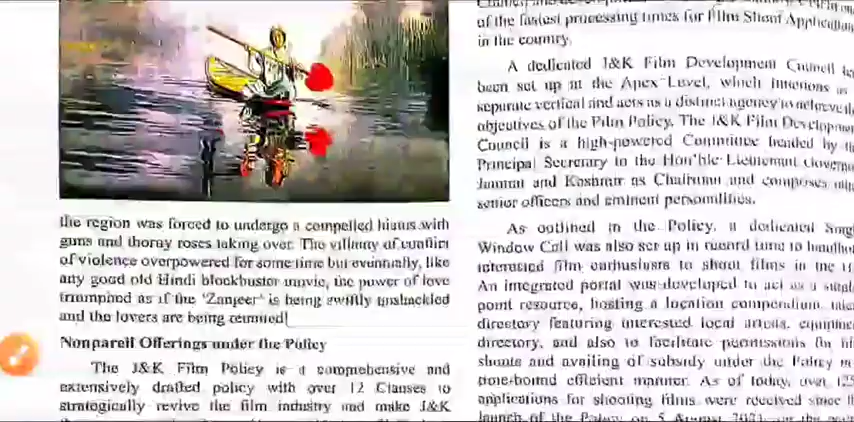 the region was forced to undergo a compelled hiatus with
guns and thorny roses taking over. The villainy of conflict
of violence overpowered for some time but eventually, like
any good old Hindi blockbuster movie, the power of love
triumphed as if the 'Zanjeer' is being swiftly unshackled
and the lovers are being reunited!
Nonpareil Offerings under the Policy
The J&K Film Policy is a comprehensive and
extensively drafted policy with over 12 Clauses to
strategically revive the film industry and make J&K
of the fastest processing times for Film Shoot
in the country.
A dedicated J&K Film Development Council
been set up at the Apex-Level, which functions as
separate vertical and acts as a distinct agency to achieve
objectives of the Film Policy. The J&K Film
Council is a high-powered Committee headed by
Principal Secretary to the Hon'ble Lieutenant
Jammu and Kashmir as Chairman and composes
senior officers and eminent personalities.
As outlined in the Policy, a dedicated
Window Cell was also set up in record time to
interested film enthusiasts to shoot films in the
An integrated portal was developed to act as a
point resource, hosting a location compendium,
directory featuring interested local artists,
directory, and also to facilitate permissions for
shoots and availing of subsidy under the Policy
time-bound efficient manner. As of today, over
applications for shooting films were received since
launch of the Policy on 5 August 2021